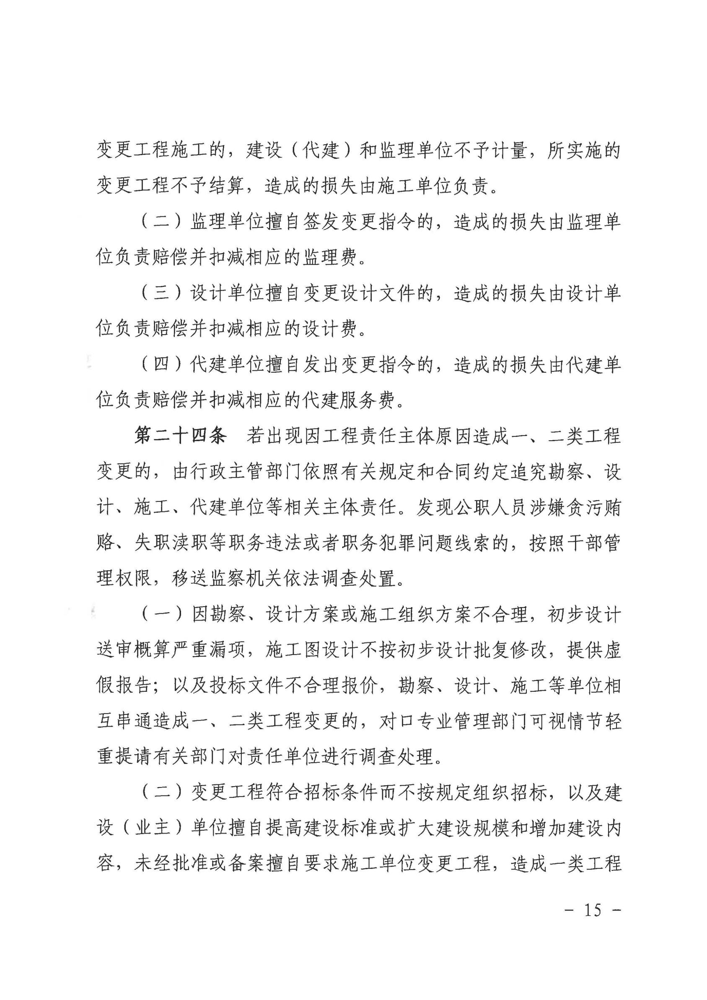 变更工程施工的，建设（代建）和监理单位不予计量，所实施的
变更工程不予结算，造成的损失由施工单位负责。
（二）监理单位擅自签发变更指令的，造成的损失由监理单
位负责赔偿并扣减相应的监理费。
（三）设计单位擅自变更设计文件的，造成的损失由设计单
位负责赔偿并扣减相应的设计费。
（四）代建单位擅自发出变更指令的，造成的损失由代建单
位负责赔偿并扣减相应的代建服务费。
第二十四条　若出现因工程责任主体原因造成一、二类工程
变更的，由行政主管部门依照有关规定和合同约定追究勘察、设
计、施工、代建单位等相关主体责任。发现公职人员涉嫌贪污贿
赂、失职渎职等职务违法或者职务犯罪问题线索的，按照干部管
理权限，移送监察机关依法调查处置。
（一）因勘察、设计方案或施工组织方案不合理，初步设计
送审概算严重漏项，施工图设计不按初步设计批复修改，提供虚
假报告；以及投标文件不合理报价，勘察、设计、施工等单位相
互串通造成一、二类工程变更的，对口专业管理部门可视情节轻
重提请有关部门对责任单位进行调查处理。
（二）变更工程符合招标条件而不按规定组织招标，以及建
设（业主）单位擅自提高建设标准或扩大建设规模和增加建设内
容，未经批准或备案擅自要求施工单位变更工程，造成一类工程
- 15 -